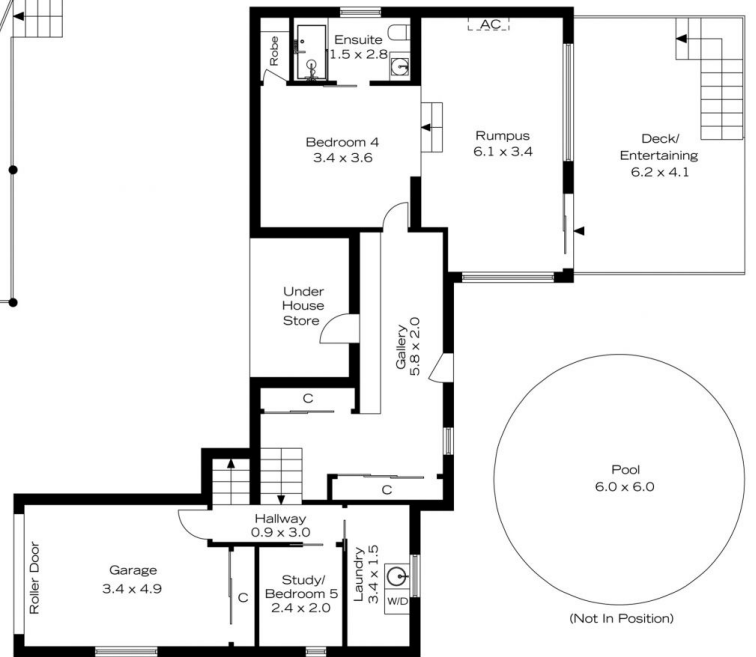 AC
Robe
Ensuite
1.5 x 2.8
Bedroom 4
3.4 x 3.6
Rumpus
6.1 x 3.4
Deck/
Entertaining
6.2 x 4.1
Under
House
Store
Gallery
5.8 x 2.0
C
C
Pool
6.0 x 6.0
(Not In Position)
Hallway
0.9 x 3.0
Roller Door
Garage
3.4 x 4.9
C
Study/
Bedroom 5
2.4 x 2.0
Laundry
3.4 x 1.5
W/D